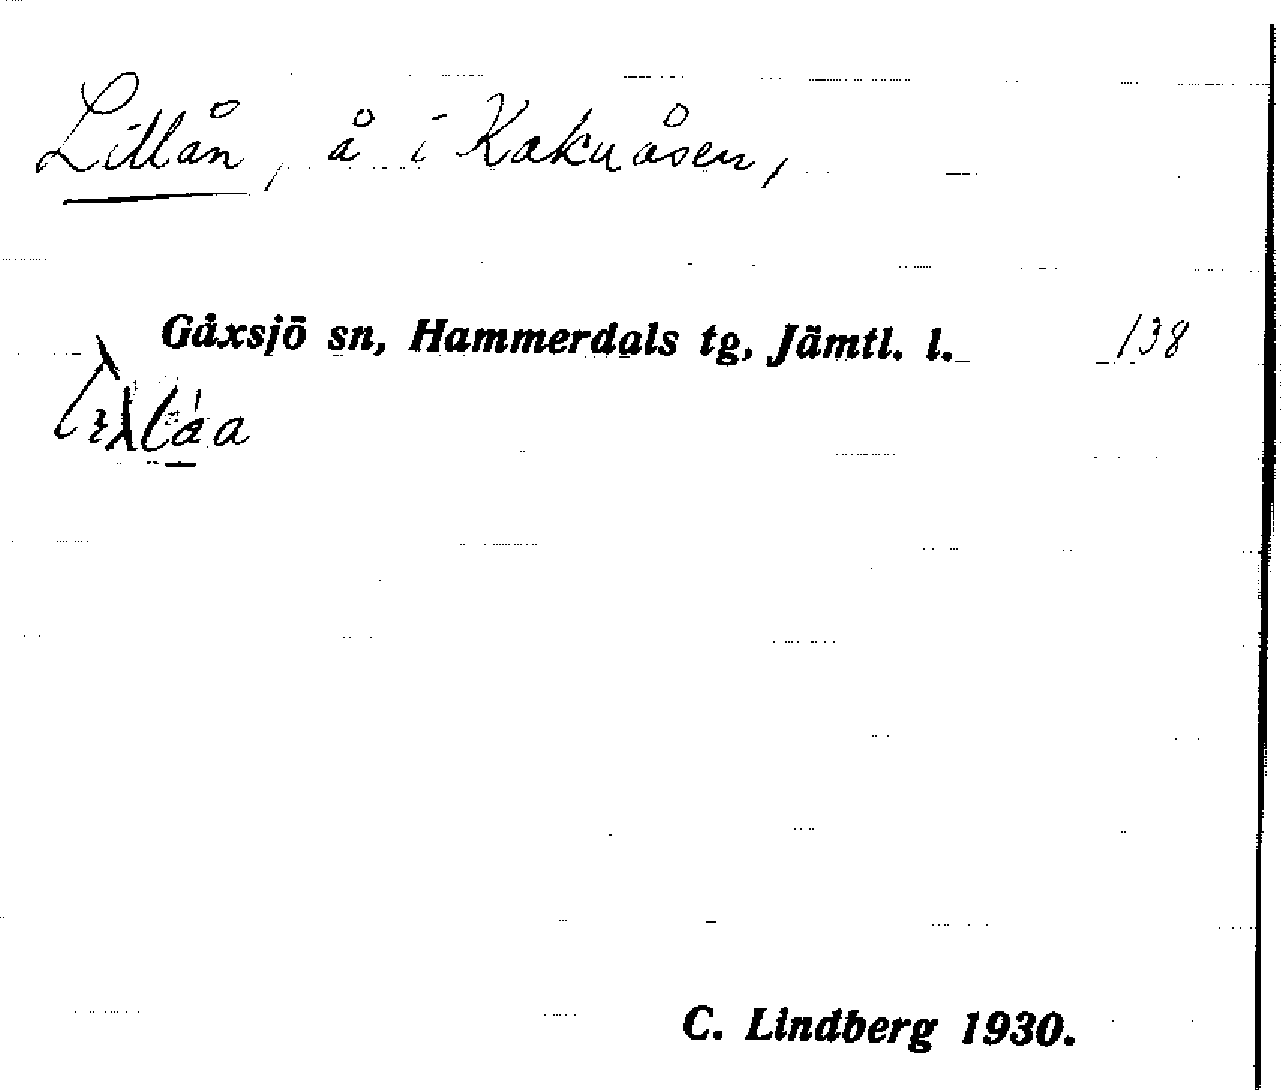 Lillån, å i Kakuåsen,
Gåxsjö sn, Hammerdals tg, Jämtl. l. 138
C. Lindberg 1930.